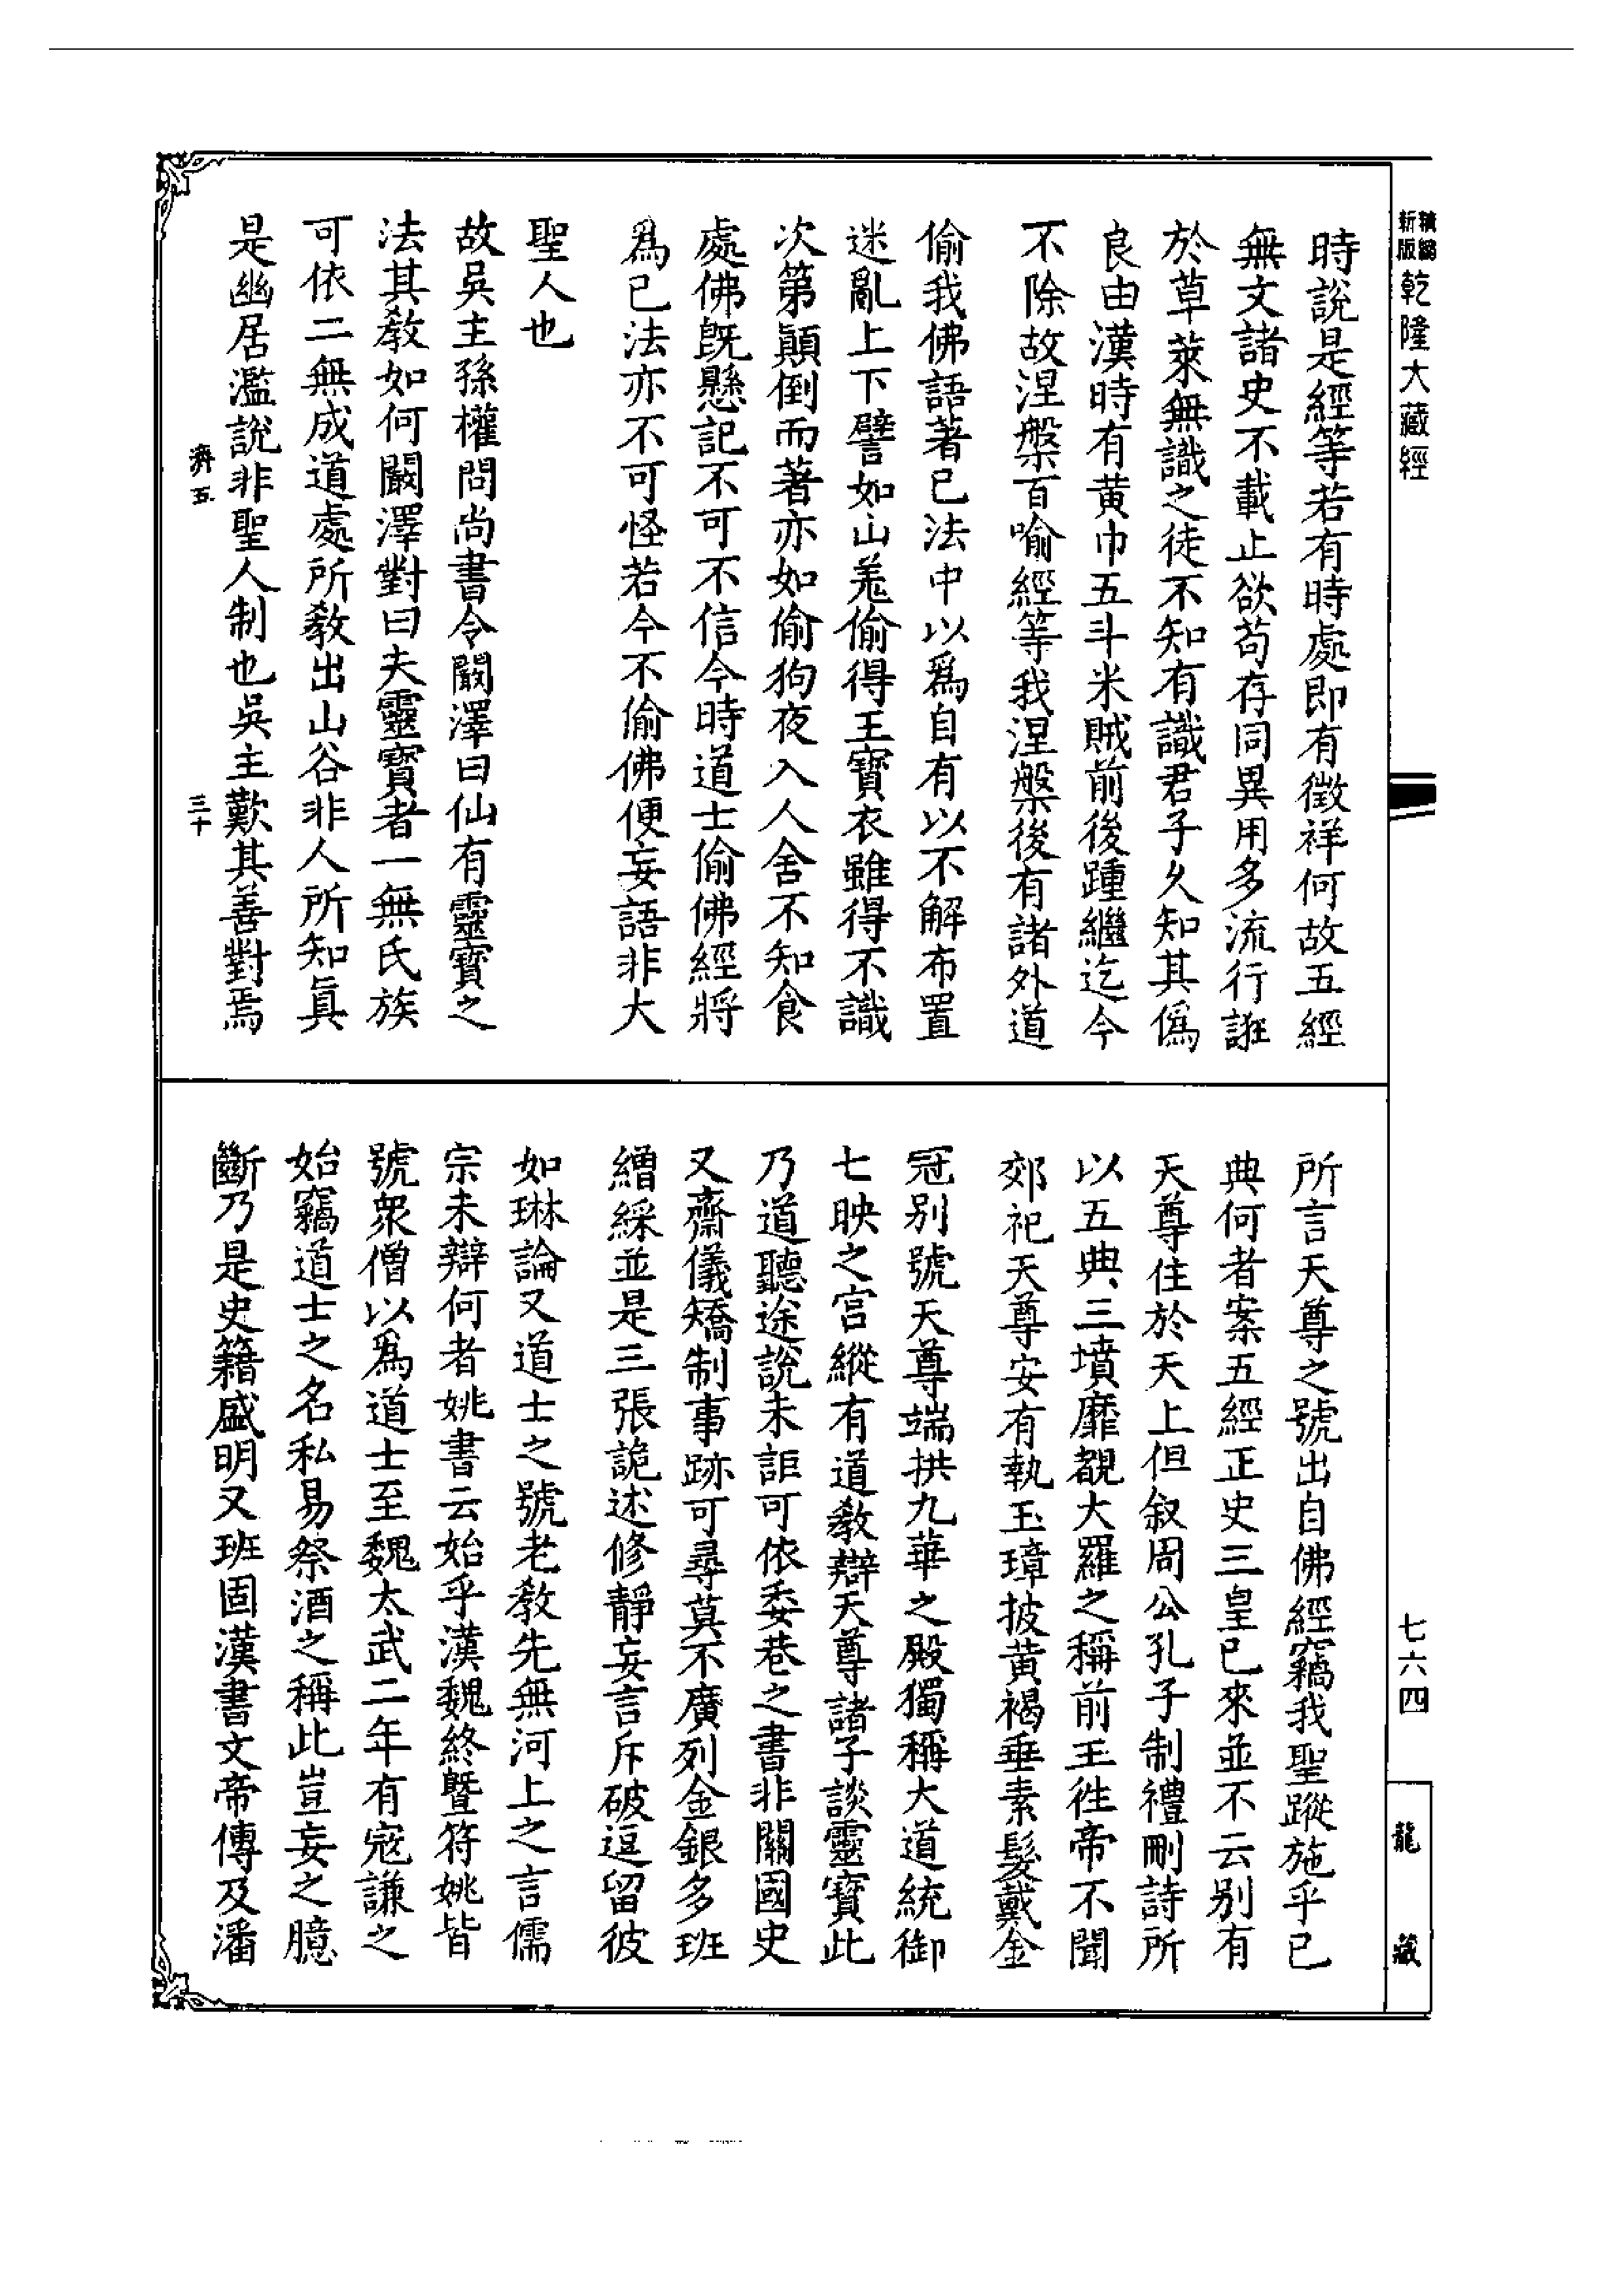 精縮新版乾隆大藏經
時說是經等若有時處即有徵祥何故五經
無文諸史不載止欲苟存同異用多流行誑
於草萊無識之徒不知有識君子久知其僞
良由漢時有黄巾五斗米賊前後踵繼迄今
不除故涅槃百喻經等我涅槃後有諸外道
偷我佛語著已法中以爲自有以不解布置
迷亂上下譬如山羗偷得王寶衣雖得不識
次第顛倒而著亦如偷狗夜入人舍不知食
處佛旣懸記不可不信今時道士偷佛經將
爲已法亦不可怪若今不偷佛便妄語非大
聖人也
故吳主孫權問尚書令闞澤曰仙有靈寶之
法其教如何闞澤對曰夫靈寶者一無氏族
可依二無成道處所教出山谷非人所知眞
是幽居濫說非聖人制也吳主歎其善對焉
濟五
三十
所言天尊之號出自佛經竊我聖蹤施乎已
典何者案五經正史三皇已來並不云别有
天尊住於天上但叙周公孔子制禮刪詩所
以五典三墳靡覩大羅之稱前王徃帝不聞
郊祀天尊安有執玉璋披黄褐垂素髮戴金
冠别號天尊端拱九華之殿獨稱大道統御
七映之宫縱有道教辯天尊諸子談靈寶此
乃道聽途說未詎可依委巷之書非關國史
又齋儀矯制事跡可尋莫不廣列金銀多班
繒綵並是三張詭述修靜妄言斥破逗留彼
如琳論又道士之號老教先無河上之言儒
宗未辯何者姚書云始乎漢魏終曁符姚皆
號衆僧以爲道士至魏太武二年有寇謙之
始竊道士之名私易祭酒之稱此豈妄之臆
斷乃是史籍盛明又班固漢書文帝傳及潘
七六四
龍藏